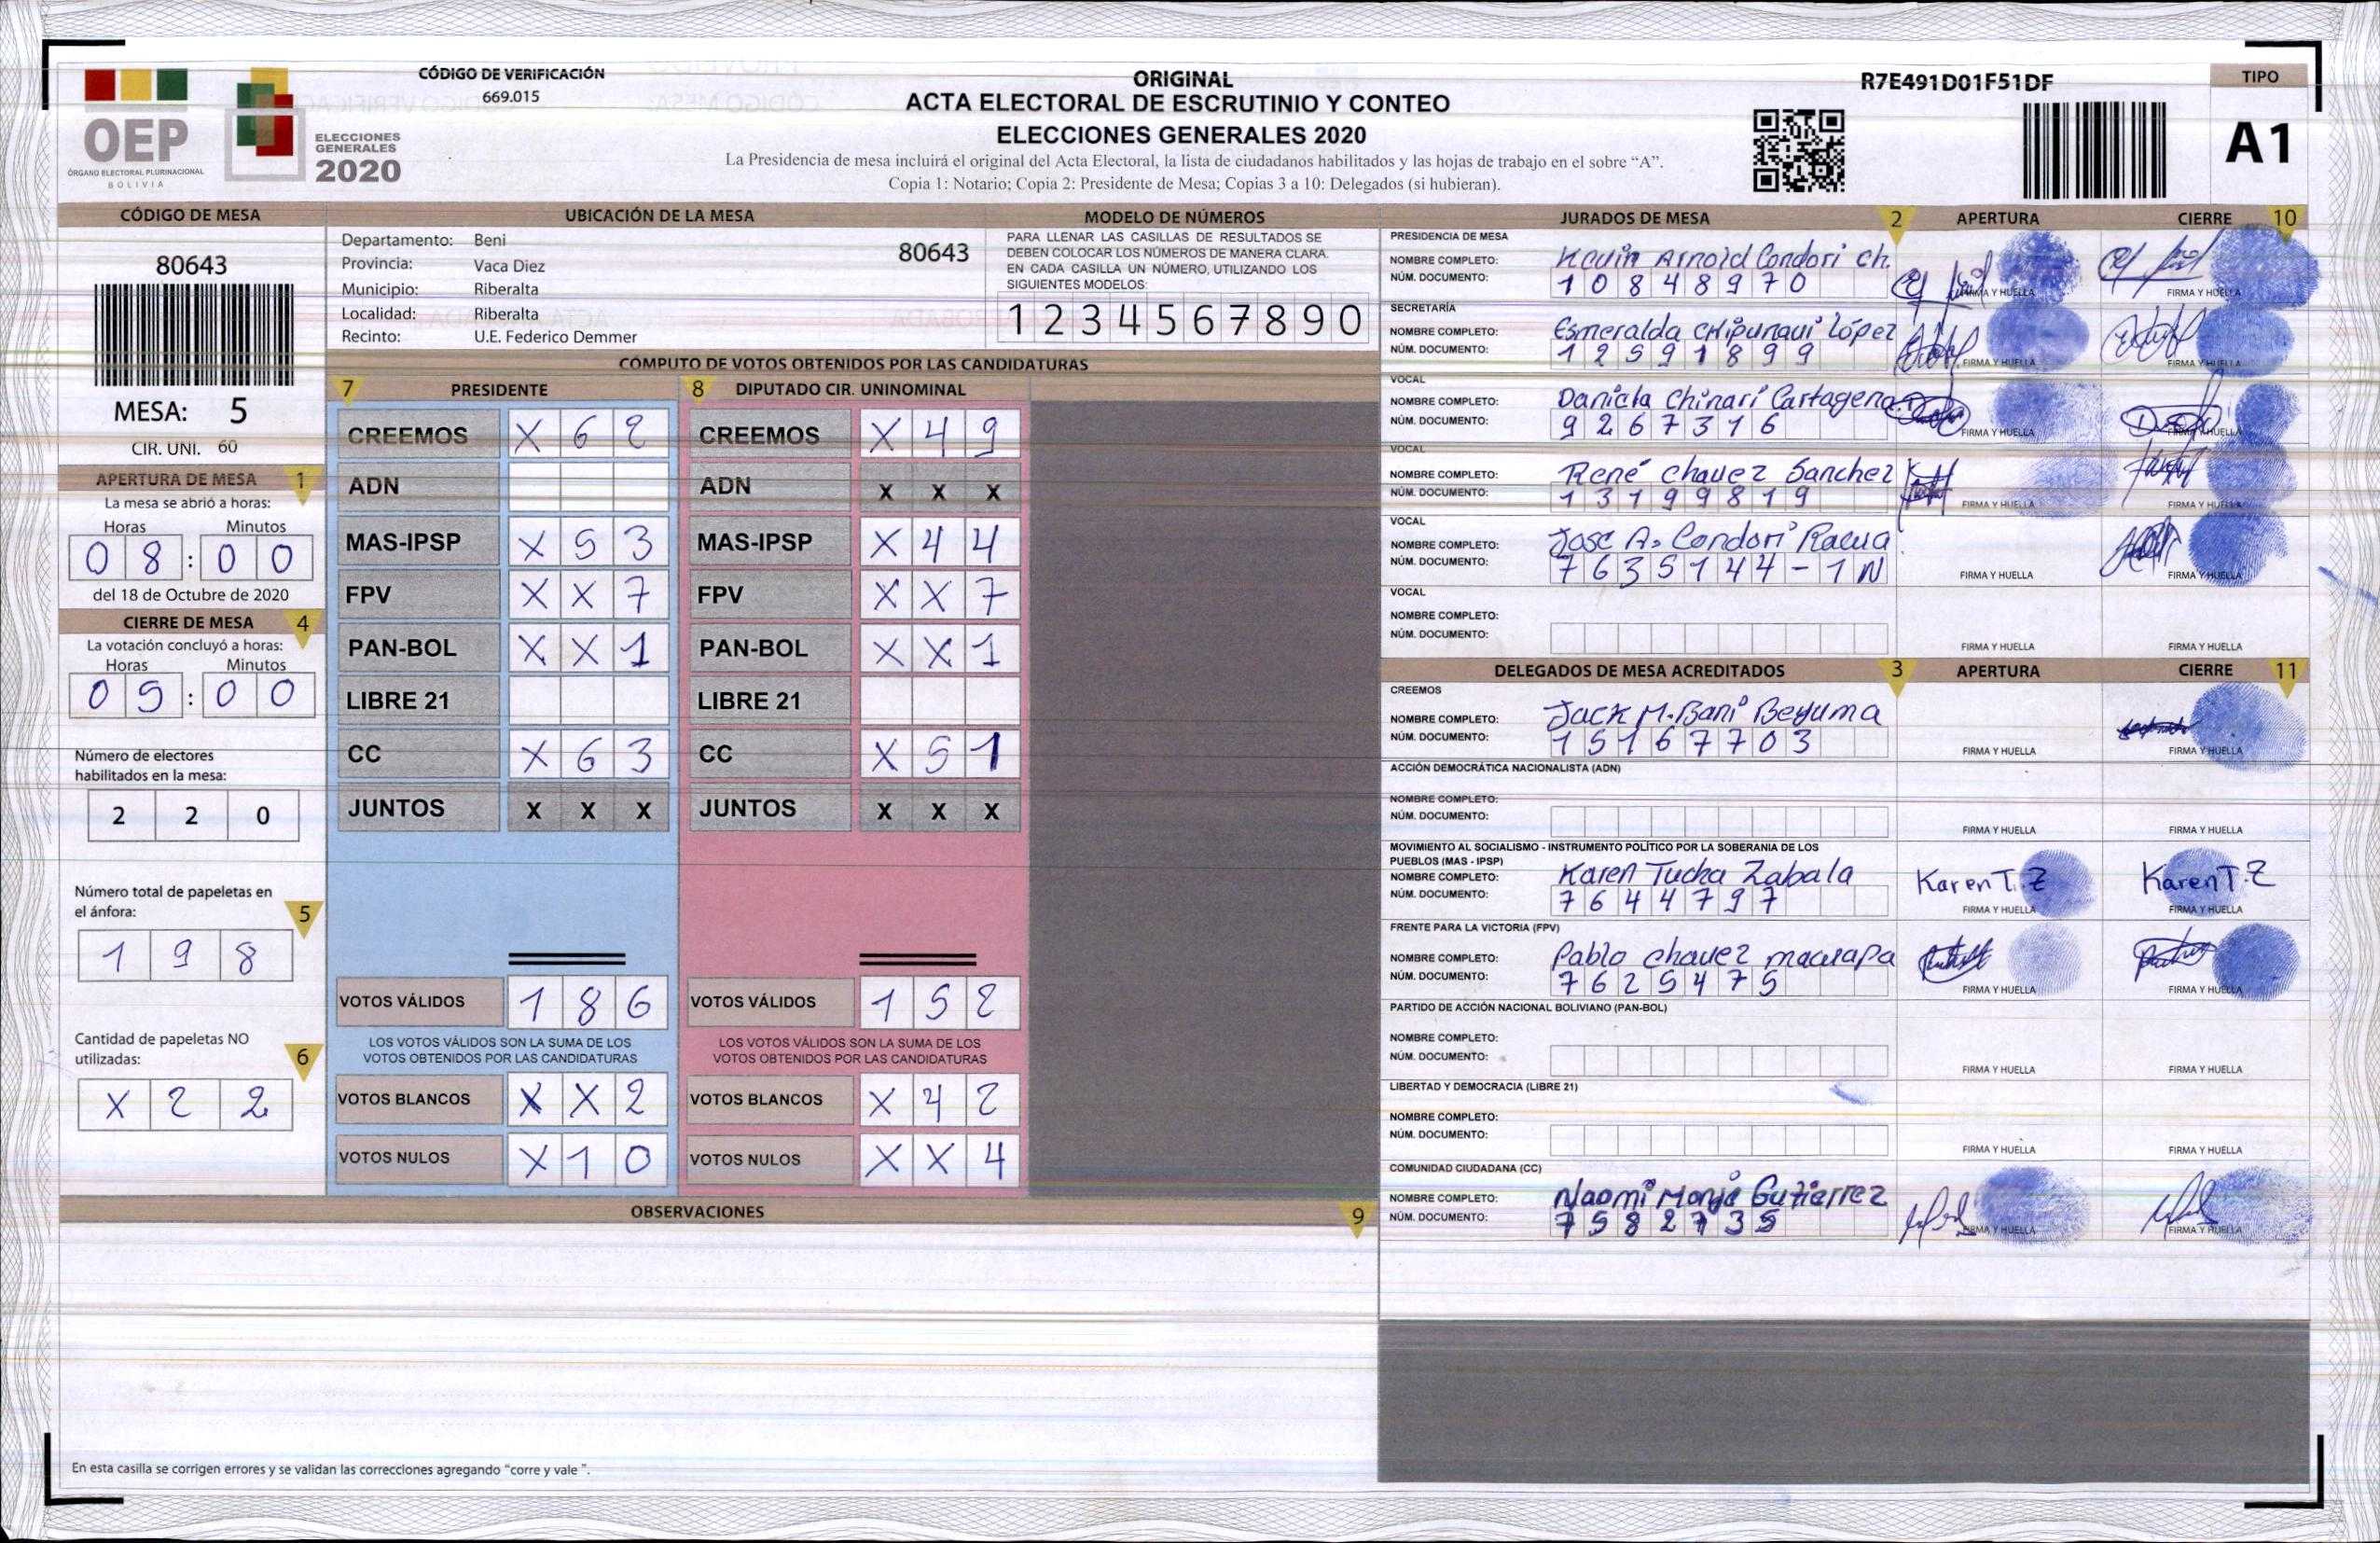 CÓDIGO DE VERIFICACIÓN
669.015
ORIGINAL
ACTA ELECTORAL DE ESCRUTINIO Y CONTEO
ELECCIONES GENERALES 2020
La Presidencia de mesa incluirá el original del Acta Electoral, la lista de ciudadanos habilitados y las hojas de trabajo en el sobre “A”.
Copia 1: Notario; Copia 2: Presidente de Mesa; Copias 3 a 10: Delegados (si hubieran).
R7E491D01F51DF
TIPO
A1
OEP
ÓRGANO ELECTORAL PLURINACIONAL
BOLIVIA
ELECCIONES
GENERALES
2020
CÓDIGO DE MESA
80643
MESA: 5
CIR. UNI. 60
APERTURA DE MESA 1
La mesa se abrió a horas:
Horas Minutos
0 8 : 0 0
del 18 de Octubre de 2020
CIERRE DE MESA 4
La votación concluyó a horas:
Horas Minutos
0 5 : 0 0
Número de electores
habilitados en la mesa:
2 2 0
Número total de papeletas en
el ánfora: 5
1 9 8
Cantidad de papeletas NO
utilizadas: 6
X 2 2
UBICACIÓN DE LA MESA
Departamento: Beni
Provincia: Vaca Diez
Municipio: Riberalta
Localidad: Riberalta
Recinto: U.E. Federico Demmer
80643
MODELO DE NÚMEROS
PARA LLENAR LAS CASILLAS DE RESULTADOS SE
DEBEN COLOCAR LOS NÚMEROS DE MANERA CLARA.
EN CADA CASILLA UN NÚMERO, UTILIZANDO LOS
SIGUIENTES MODELOS:
1 2 3 4 5 6 7 8 9 0
CÓMPUTO DE VOTOS OBTENIDOS POR LAS CANDIDATURAS
7 PRESIDENTE
CREEMOS X 6 2
ADN
MAS-IPSP X 5 3
FPV X X 7
PAN-BOL X X 1
LIBRE 21
CC X 6 3
JUNTOS X X X
VOTOS VÁLIDOS 1 8 6
LOS VOTOS VÁLIDOS SON LA SUMA DE LOS
VOTOS OBTENIDOS POR LAS CANDIDATURAS
VOTOS BLANCOS X X 2
VOTOS NULOS X 1 0
8 DIPUTADO CIR. UNINOMINAL
CREEMOS X 4 9
ADN X X X
MAS-IPSP X 4 4
FPV X X 7
PAN-BOL X X 1
LIBRE 21
CC X 5 1
JUNTOS X X X
VOTOS VÁLIDOS 1 5 2
LOS VOTOS VÁLIDOS SON LA SUMA DE LOS
VOTOS OBTENIDOS POR LAS CANDIDATURAS
VOTOS BLANCOS X 4 2
VOTOS NULOS X X 4
OBSERVACIONES 9
En esta casilla se corrigen errores y se validan las correcciones agregando “corre y vale ”.
JURADOS DE MESA 2 APERTURA CIERRE 10
PRESIDENCIA DE MESA
NOMBRE COMPLETO: Kevin Arnold Condori Ch.
NÚM. DOCUMENTO: 10848970
FIRMA Y HUELLA FIRMA Y HUELLA
SECRETARÍA
NOMBRE COMPLETO: Esmeralda Chipunaui López
NÚM. DOCUMENTO: 12591899
FIRMA Y HUELLA FIRMA Y HUELLA
VOCAL
NOMBRE COMPLETO: Daniela Chinari Cartagena
NÚM. DOCUMENTO: 9267316
FIRMA Y HUELLA FIRMA Y HUELLA
VOCAL
NOMBRE COMPLETO: René Chavez Sanchez
NÚM. DOCUMENTO: 13199819
FIRMA Y HUELLA FIRMA Y HUELLA
VOCAL
NOMBRE COMPLETO: Jose A. Condori Racua
NÚM. DOCUMENTO: 7635144-1N
FIRMA Y HUELLA FIRMA Y HUELLA
VOCAL
NOMBRE COMPLETO:
NÚM. DOCUMENTO:
FIRMA Y HUELLA FIRMA Y HUELLA
DELEGADOS DE MESA ACREDITADOS 3 APERTURA CIERRE 11
CREEMOS
NOMBRE COMPLETO: Jack M. Bani Beyuma
NÚM. DOCUMENTO: 15167703
FIRMA Y HUELLA FIRMA Y HUELLA
ACCIÓN DEMOCRÁTICA NACIONALISTA (ADN)
NOMBRE COMPLETO:
NÚM. DOCUMENTO:
FIRMA Y HUELLA FIRMA Y HUELLA
MOVIMIENTO AL SOCIALISMO - INSTRUMENTO POLÍTICO POR LA SOBERANIA DE LOS
PUEBLOS (MAS - IPSP)
NOMBRE COMPLETO: Karen Tucha Zabala
NÚM. DOCUMENTO: 7644797
Karen T. Z Karen T. Z
FIRMA Y HUELLA FIRMA Y HUELLA
FRENTE PARA LA VICTORIA (FPV)
NOMBRE COMPLETO: Pablo chavez
NÚM. DOCUMENTO: 7625475
FIRMA Y HUELLA FIRMA Y HUELLA
PARTIDO DE ACCIÓN NACIONAL BOLIVIANO (PAN-BOL)
NOMBRE COMPLETO:
NÚM. DOCUMENTO:
FIRMA Y HUELLA FIRMA Y HUELLA
LIBERTAD Y DEMOCRACIA (LIBRE 21)
NOMBRE COMPLETO:
NÚM. DOCUMENTO:
FIRMA Y HUELLA FIRMA Y HUELLA
COMUNIDAD CIUDADANA (CC)
NOMBRE COMPLETO: Naomi Monje Gutierrez
NÚM. DOCUMENTO: 7582735
FIRMA Y HUELLA FIRMA Y HUELLA